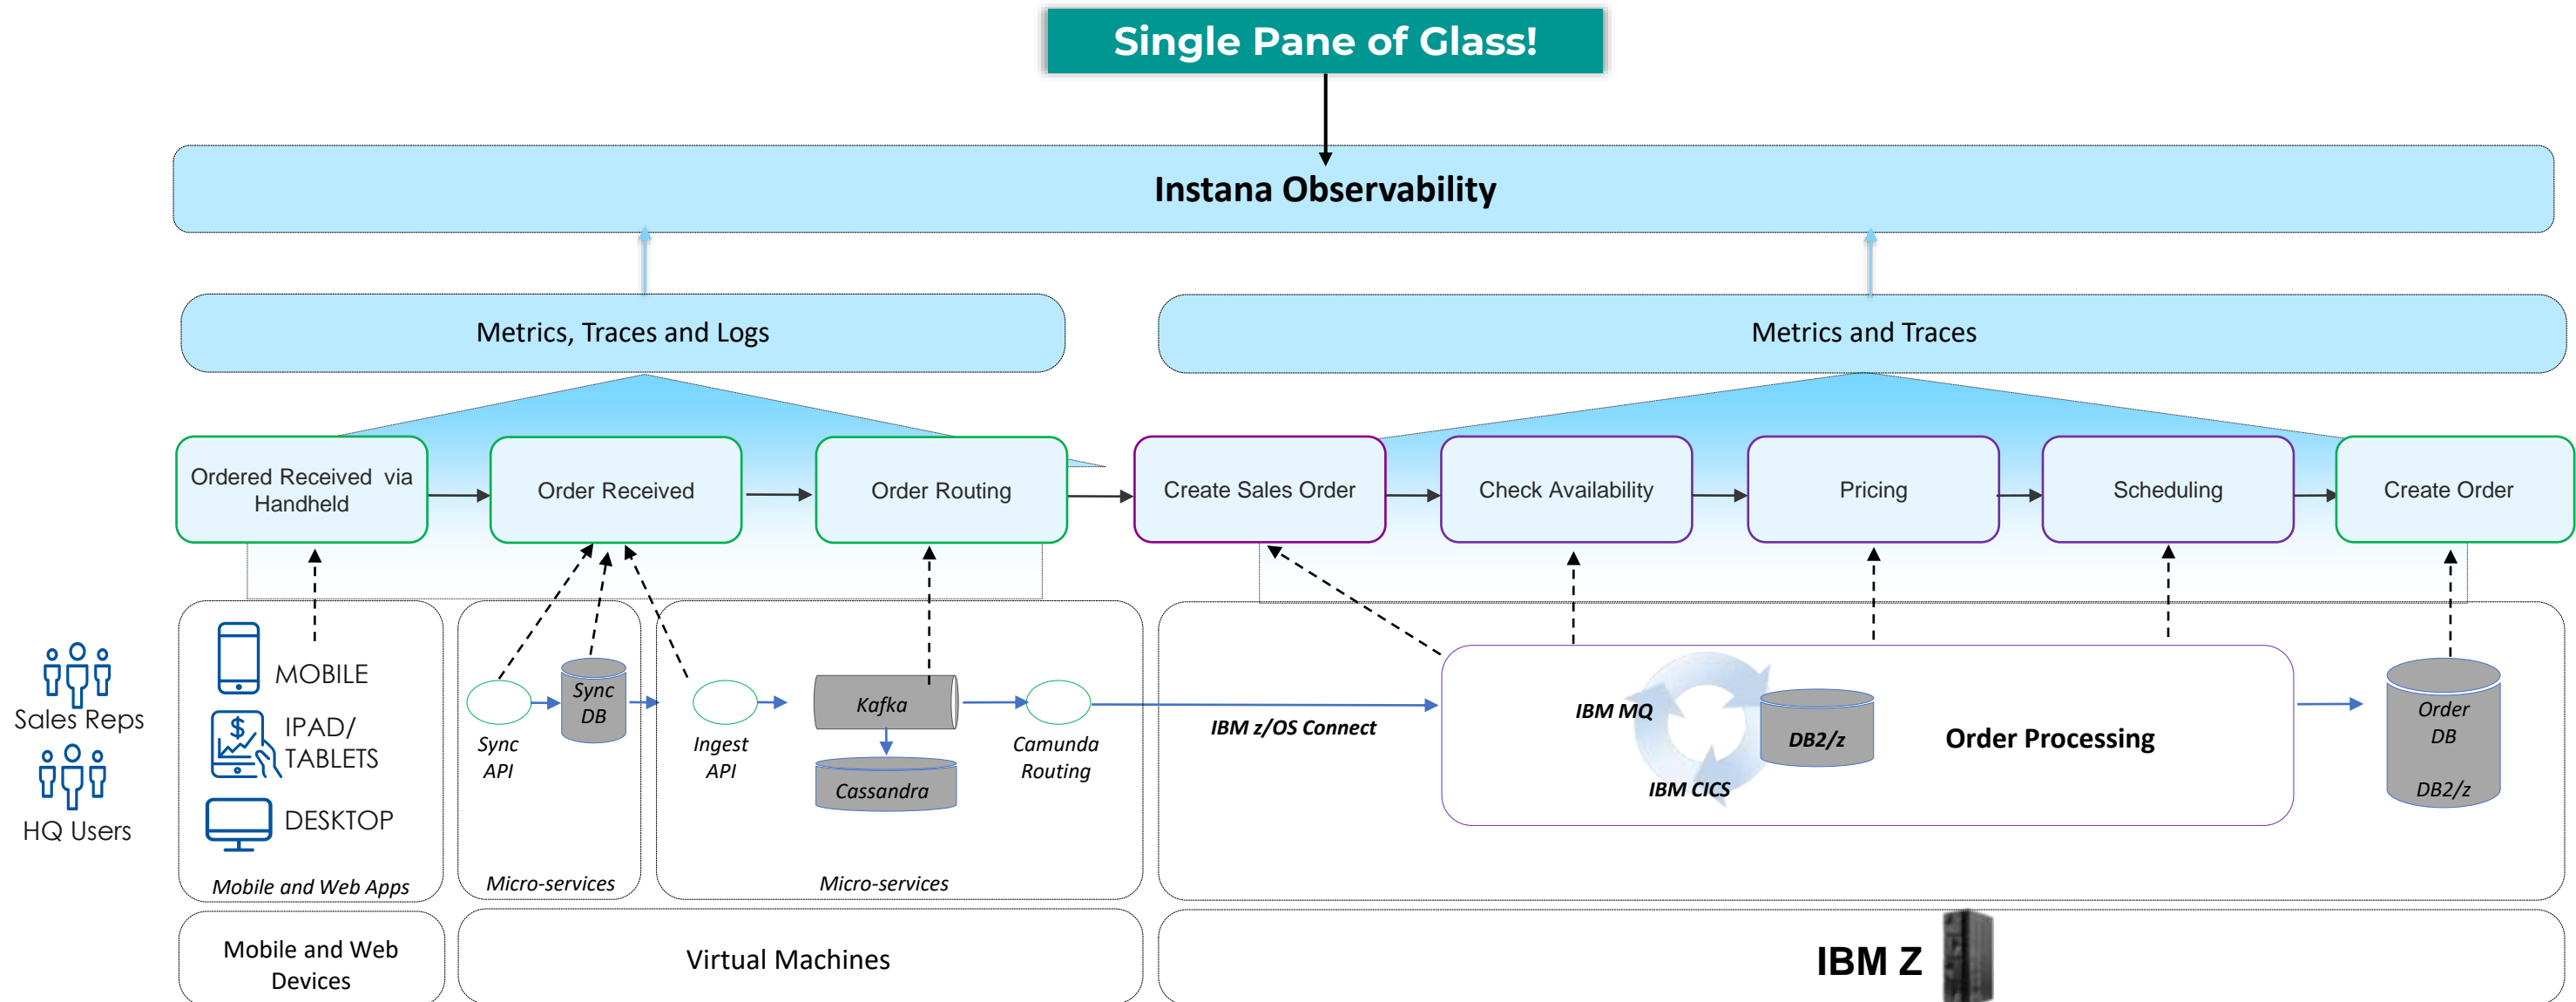 Single Pane of Glass!
Instana Observability
Metrics, Traces and Logs
Metrics and Traces
Ordered Received via
Handheld
Order Received
Order Routing
Create Sales Order
Check Availability
Pricing
Scheduling
Create Order
Sales Reps
HQ Users
MOBILE
IPAD/
TABLETS
DESKTOP
Mobile and Web Apps
Sync
API
Sync
DB
Micro-services
Ingest
API
Kafka
Cassandra
Camunda
Routing
Micro-services
IBM z/OS Connect
IBM MQ
IBM CICS
DB2/z
Order Processing
Order
DB
DB2/z
Mobile and Web
Devices
Virtual Machines
IBM Z